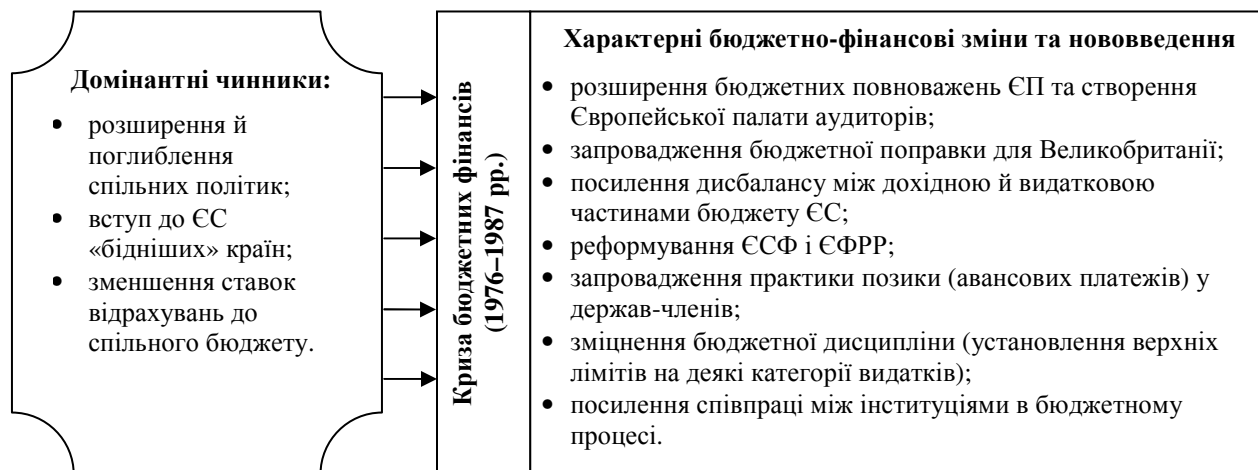 Домінантні чинники:
• розширення й
поглиблення
спільних політик;
• вступ до ЄС
«бідніших» країн;
• зменшення ставок
відрахувань до
спільного бюджету.
Криза бюджетних фінансів
(1976–1987 рр.)
Характерні бюджетно-фінансові зміни та нововведення
• розширення бюджетних повноважень ЄП та створення
Європейської палати аудиторів;
• запровадження бюджетної поправки для Великобританії;
• посилення дисбалансу між дохідною й видатковою
частинами бюджету ЄС;
• реформування ЄСФ і ЄФРР;
• запровадження практики позики (авансових платежів) у
держав-членів;
• зміцнення бюджетної дисципліни (установлення верхніх
лімітів на деякі категорії видатків);
• посилення співпраці між інституціями в бюджетному
процесі.